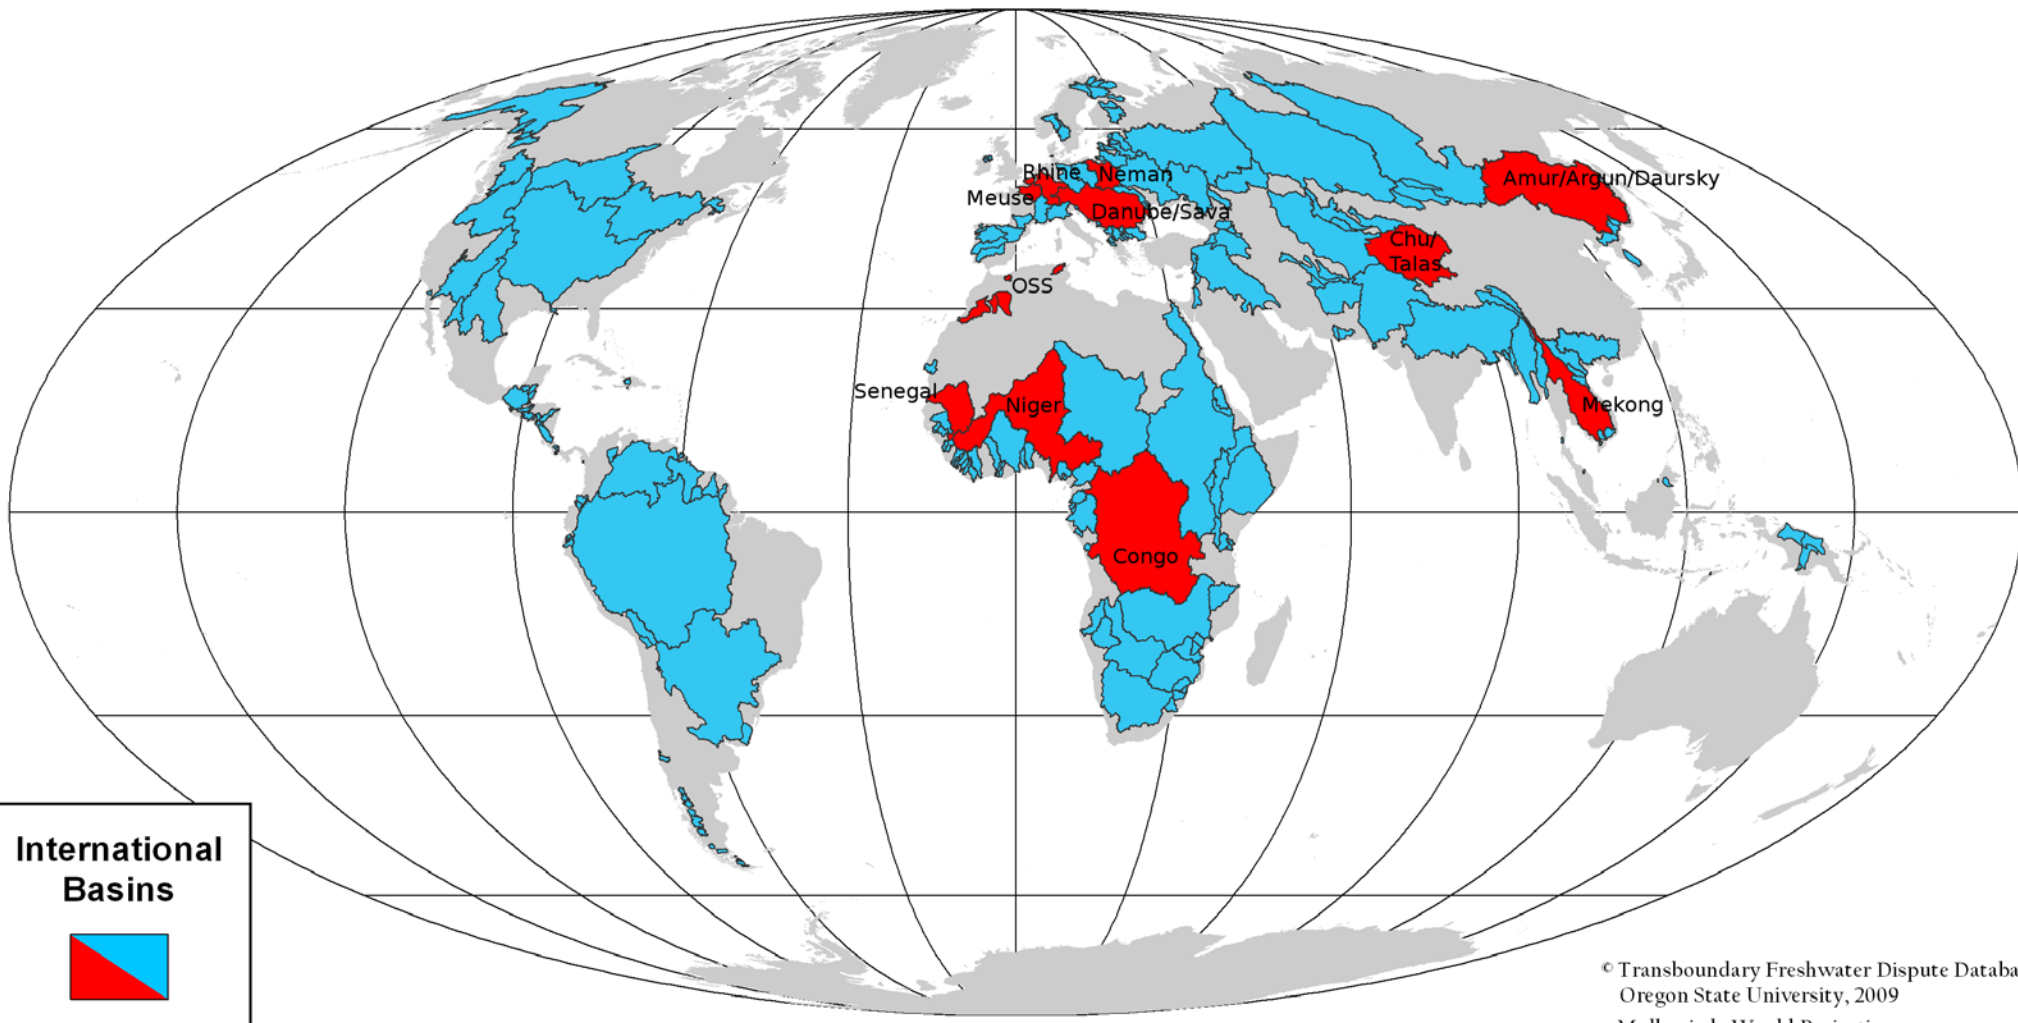 Rhine
Neman
Meuse
Danube/Sava
Amur/Argun/Daursky
Chu/
Talas
OSS
Senegal
Niger
Mekong
Congo
International
Basins
© Transboundary Freshwater Dispute Databa
Oregon State University, 2009